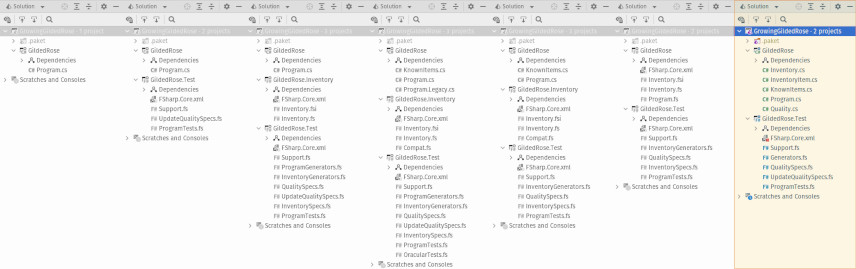 Solution
.paket
GildedRose
Dependencies
Program.cs
Scratches and Consoles
Solution
.paket
GildedRose
Dependencies
Program.cs
GildedRose.Test
Dependencies
FSharp.Core.xml
Support.fs
UpdateQualitySpecs.fs
ProgramTests.fs
Scratches and Consoles
Solution
.paket
GildedRose
Dependencies
Program.cs
GildedRose.Inventory
Dependencies
FSharp.Core.xml
Inventory.fsi
Inventory.fs
GildedRose.Test
Dependencies
FSharp.Core.xml
Support.fs
ProgramGenerators.fs
InventoryGenerators.fs
QualitySpecs.fs
UpdateQualitySpecs.fs
InventorySpecs.fs
ProgramTests.fs
Scratches and Consoles
Solution
.paket
GildedRose
Dependencies
KnownItems.cs
Program.cs
Program.Legacy.cs
GildedRose.Inventory
Dependencies
FSharp.Core.xml
Inventory.fsi
Inventory.fs
Compat.fs
GildedRose.Test
Dependencies
FSharp.Core.xml
Support.fs
ProgramGenerators.fs
InventoryGenerators.fs
QualitySpecs.fs
UpdateQualitySpecs.fs
InventorySpecs.fs
ProgramTests.fs
OracularTests.fs
Scratches and Consoles
Solution
.paket
GildedRose
Dependencies
KnownItems.cs
Program.cs
GildedRose.Inventory
Dependencies
FSharp.Core.xml
Inventory.fsi
Inventory.fs
Compat.fs
GildedRose.Test
Dependencies
FSharp.Core.xml
Support.fs
InventoryGenerators.fs
QualitySpecs.fs
InventorySpecs.fs
ProgramTests.fs
Scratches and Consoles
Solution
.paket
GildedRose
Dependencies
FSharp.Core.xml
Inventory.fsi
Inventory.fs
Program.fs
GildedRose.Test
Dependencies
FSharp.Core.xml
Support.fs
InventoryGenerators.fs
QualitySpecs.fs
InventorySpecs.fs
ProgramTests.fs
Scratches and Consoles
Solution
GrowingGildedRose · 2 projects
.paket
GildedRose
Dependencies
Inventory.cs
InventoryItem.cs
KnownItems.cs
Program.cs
Quality.cs
GildedRose.Test
Dependencies
FSharp.Core.xml
Support.fs
Generators.fs
QualitySpecs.fs
UpdateQualitySpecs.fs
ProgramTests.fs
Scratches and Consoles